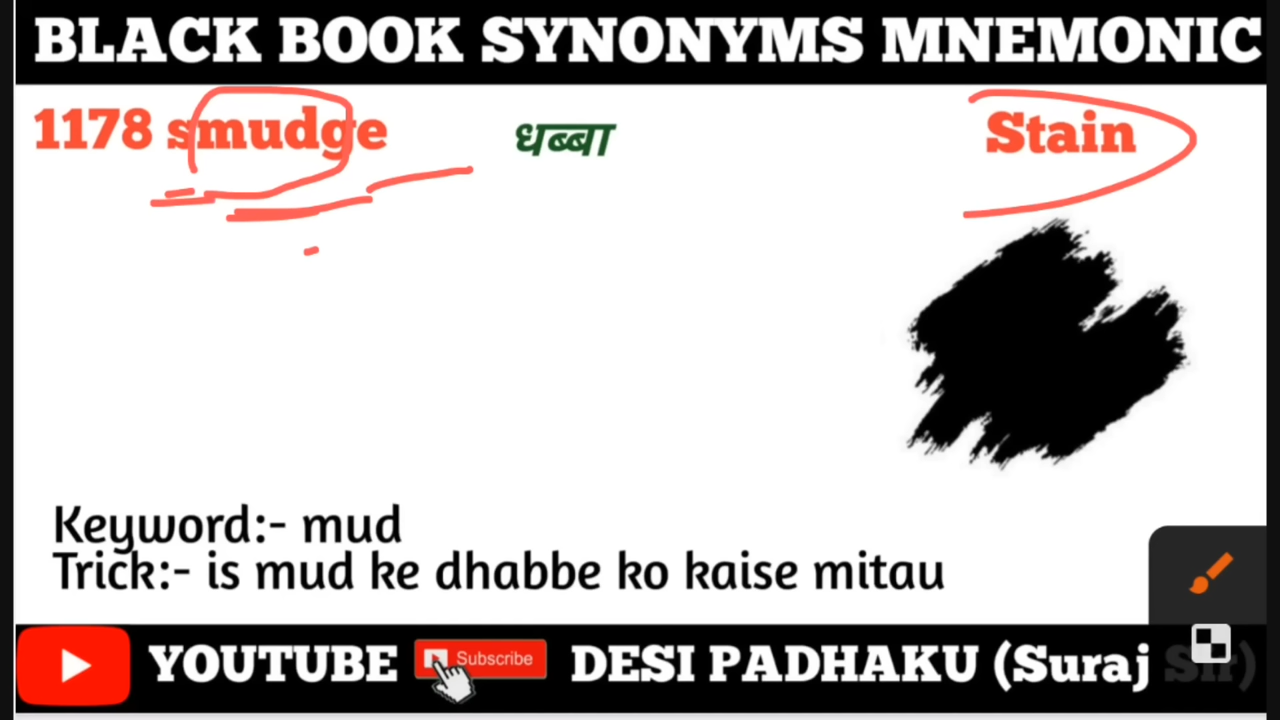 BLACK BOOK SYNONYMS MNEMONIC
1178 smudge धब्बा Stain
Keyword:- mud
Trick:- is mud ke dhabbe ko kaise mitau
YOUTUBE Subscribe DESI PADHAKU (Suraj Sir)